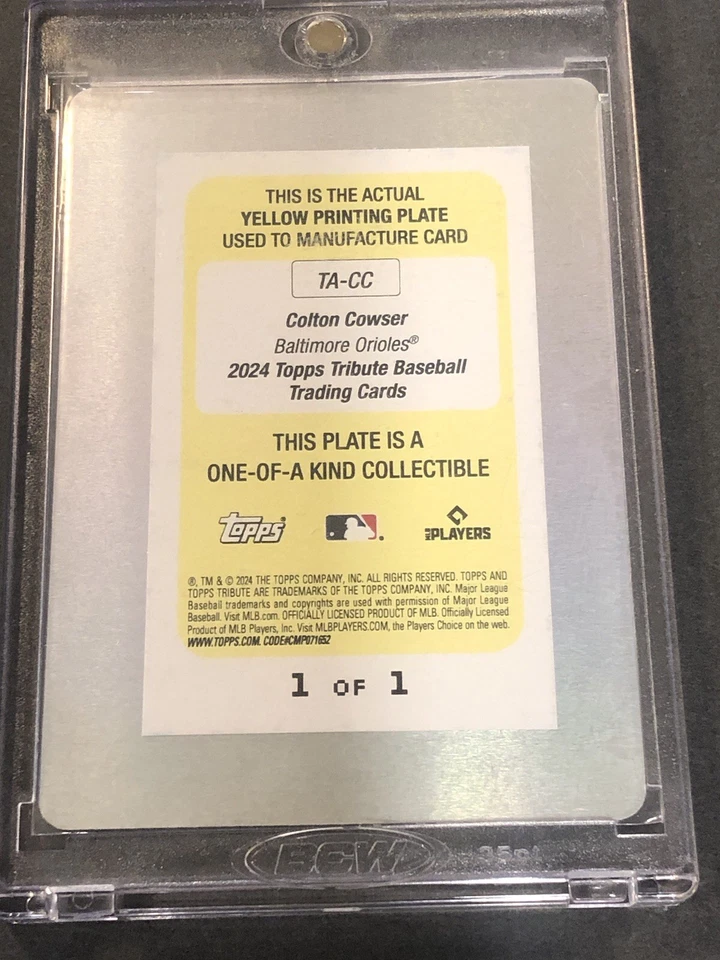 THIS IS THE ACTUAL
YELLOW PRINTING PLATE
USED TO MANUFACTURE CARD
TA-CC
Colton Cowser
Baltimore Orioles®
2024 Topps Tribute Baseball
Trading Cards
THIS PLATE IS A
ONE-OF-A KIND COLLECTIBLE
topps® MLB PLAYERS
®, TM & © 2024 THE TOPPS COMPANY, INC. ALL RIGHTS RESERVED. TOPPS AND
TOPPS TRIBUTE ARE TRADEMARKS OF THE TOPPS COMPANY, INC. Major League
Baseball trademarks and copyrights are used with permission of Major League
Baseball. Visit MLB.com. OFFICIALLY LICENSED PRODUCT OF MLB. Officially Licensed
Product of MLB Players, Inc. Visit MLBPLAYERS.COM, the Players Choice on the web.
WWW.TOPPS.COM. CODE#CMP071652
1 OF 1
BCW 35pt